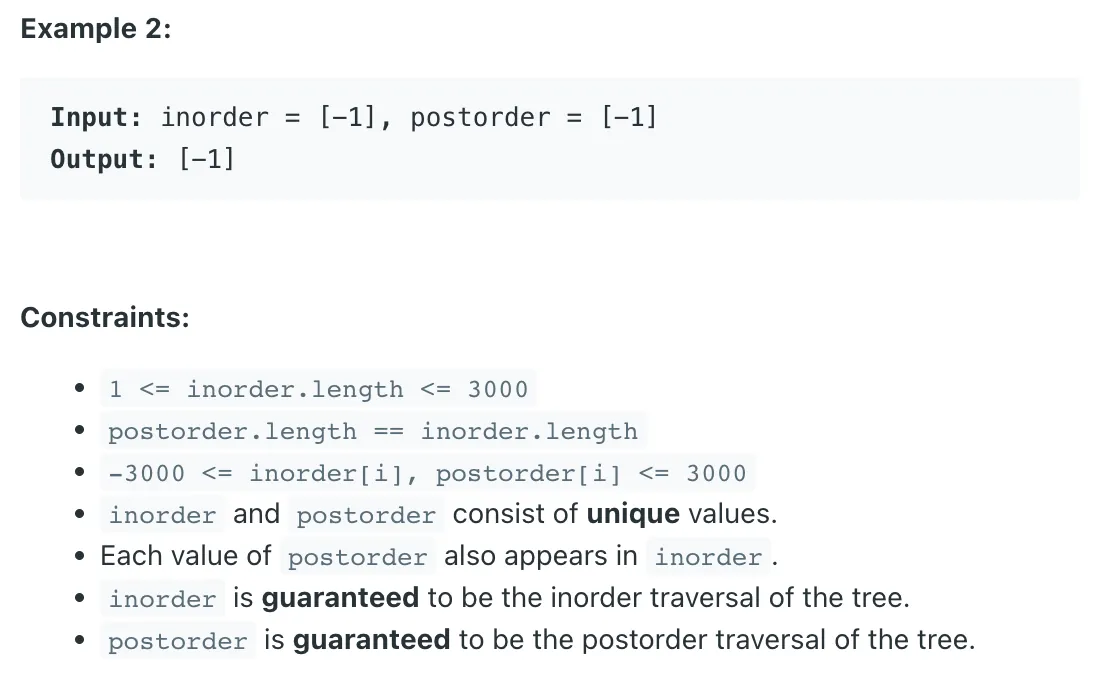 Example 2:
Input: inorder = [-1], postorder = [-1]
Output: [-1]
Constraints:
• 1 <= inorder.length <= 3000
• postorder.length == inorder.length
• -3000 <= inorder[i], postorder[i] <= 3000
• inorder and postorder consist of unique values.
• Each value of postorder also appears in inorder.
• inorder is guaranteed to be the inorder traversal of the tree.
• postorder is guaranteed to be the postorder traversal of the tree.